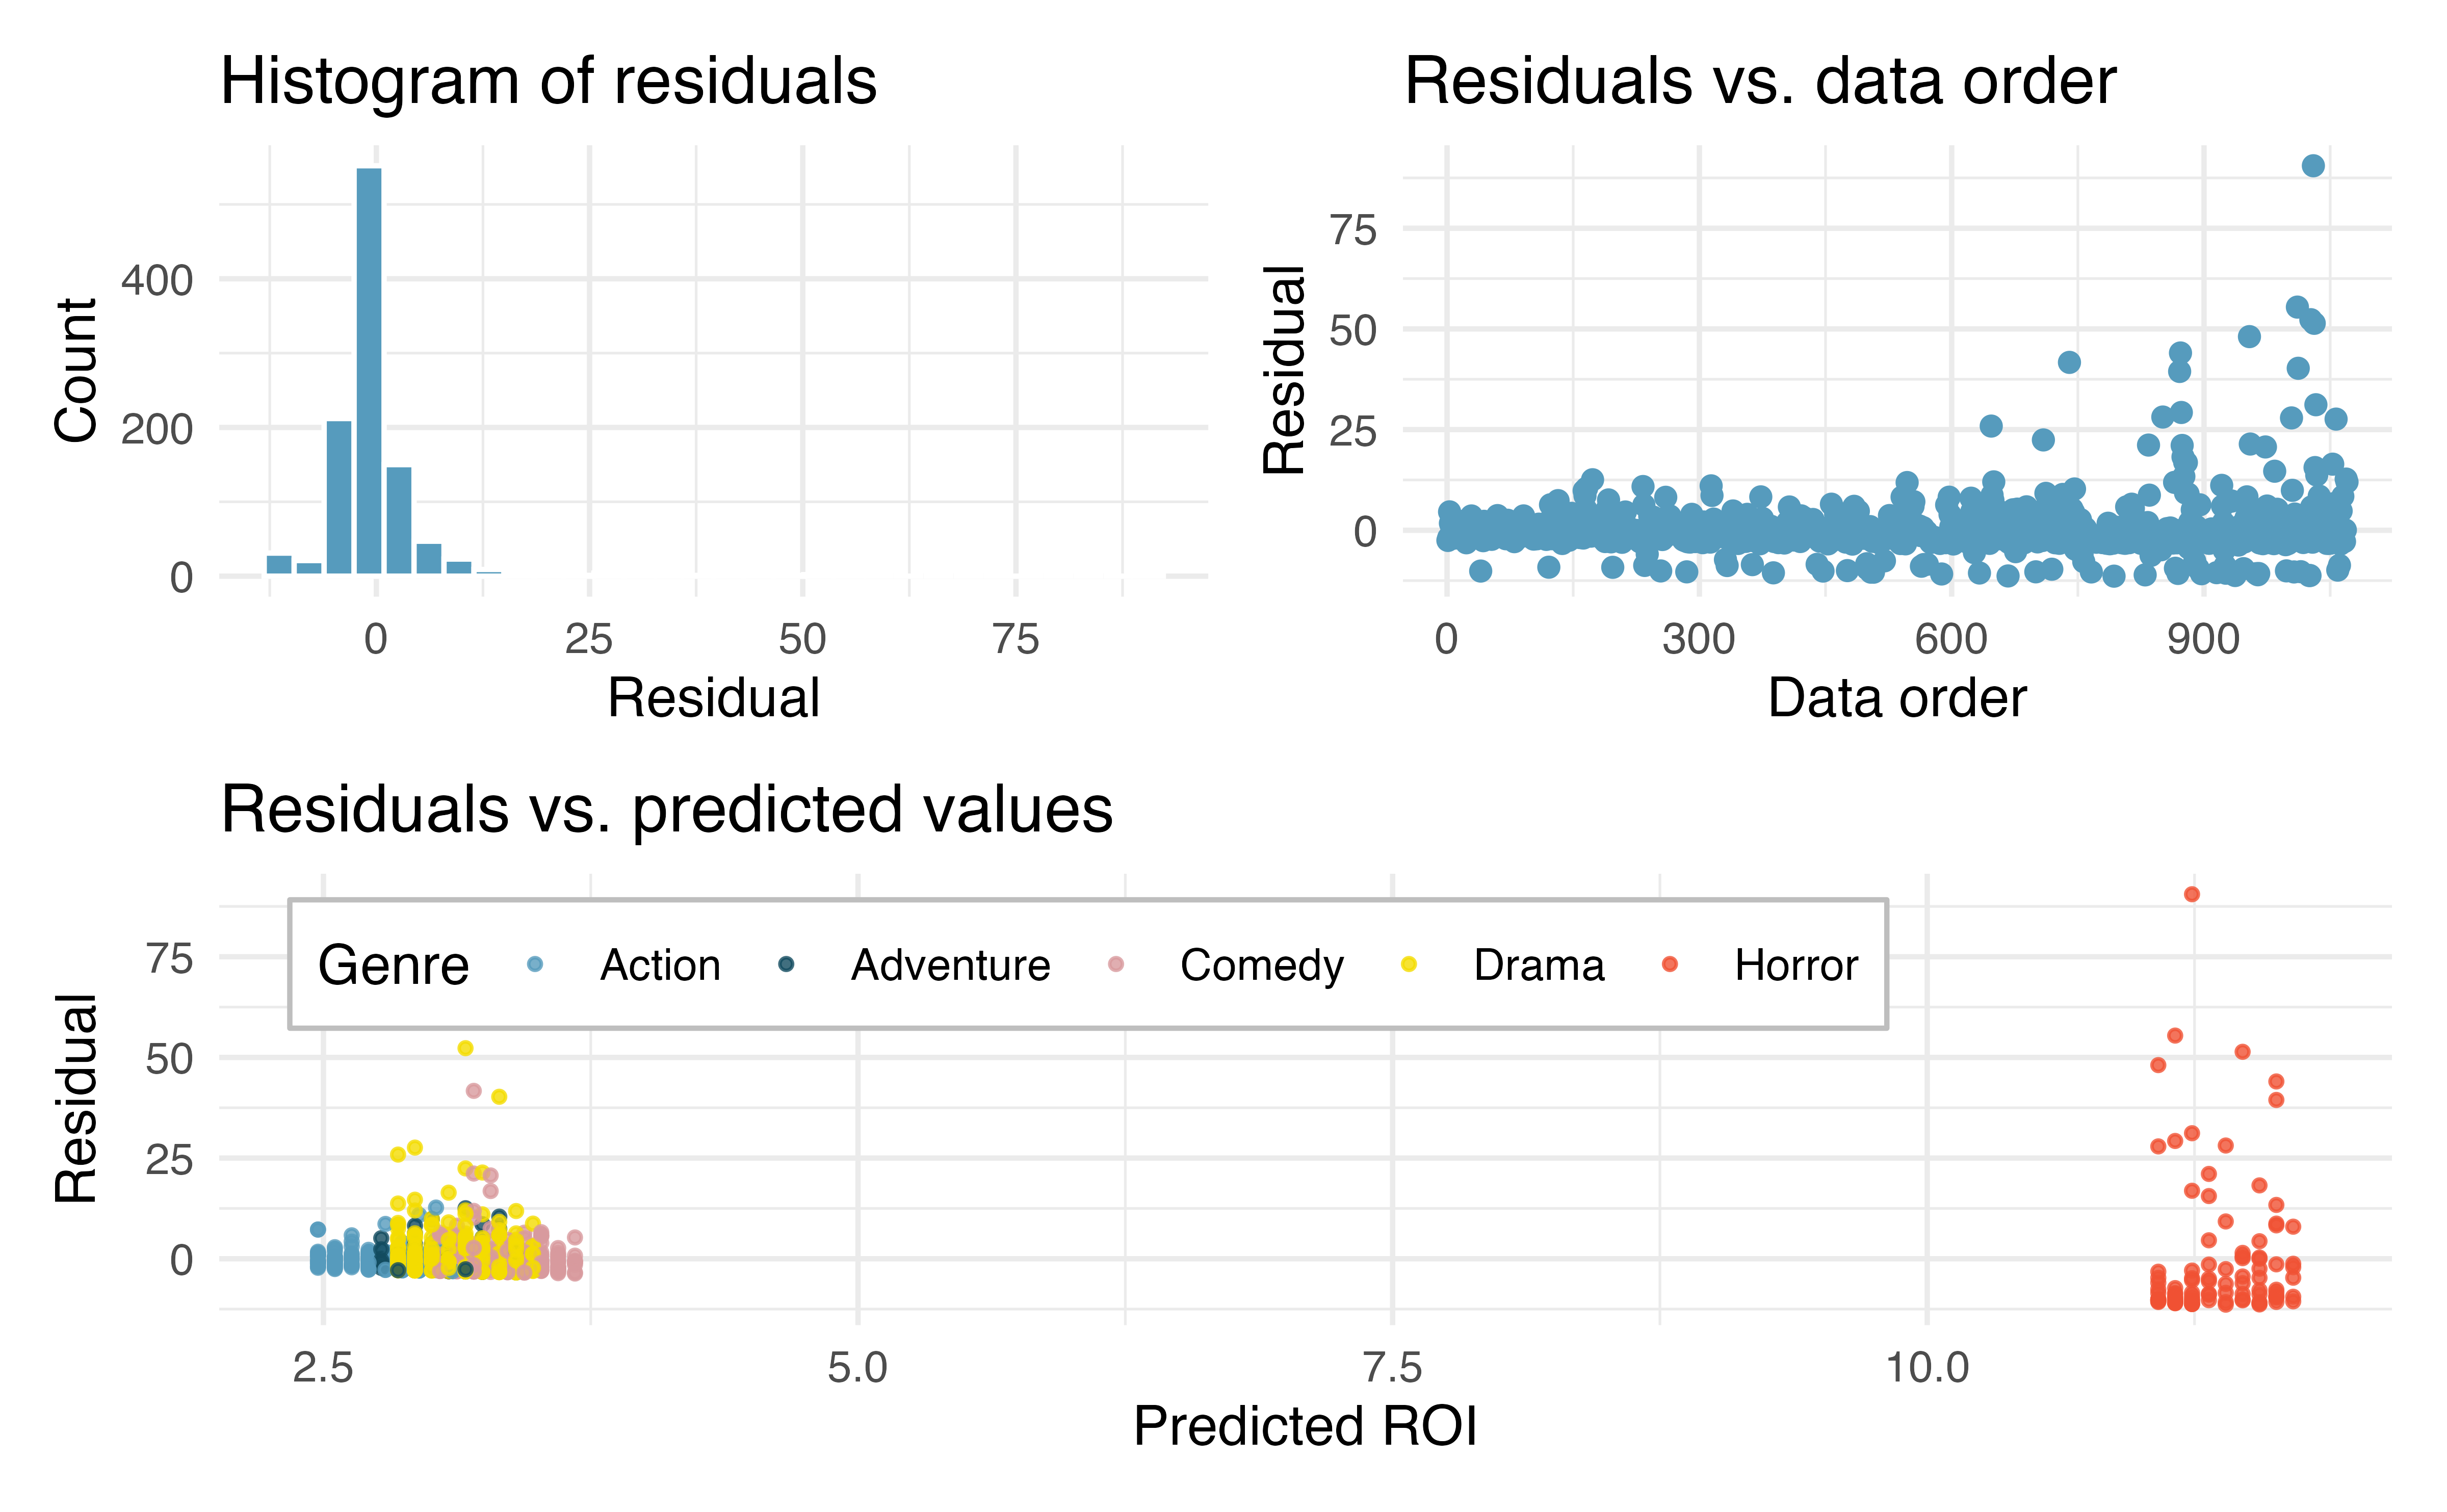 Histogram of residuals
Count
400
200
0
0 25 50 75
Residual
Residuals vs. data order
Residual
75
50
25
0
0 300 600 900
Data order
Residuals vs. predicted values
Residual
75
50
25
0
Genre Action Adventure Comedy Drama Horror
2.5 5.0 7.5 10.0
Predicted ROI